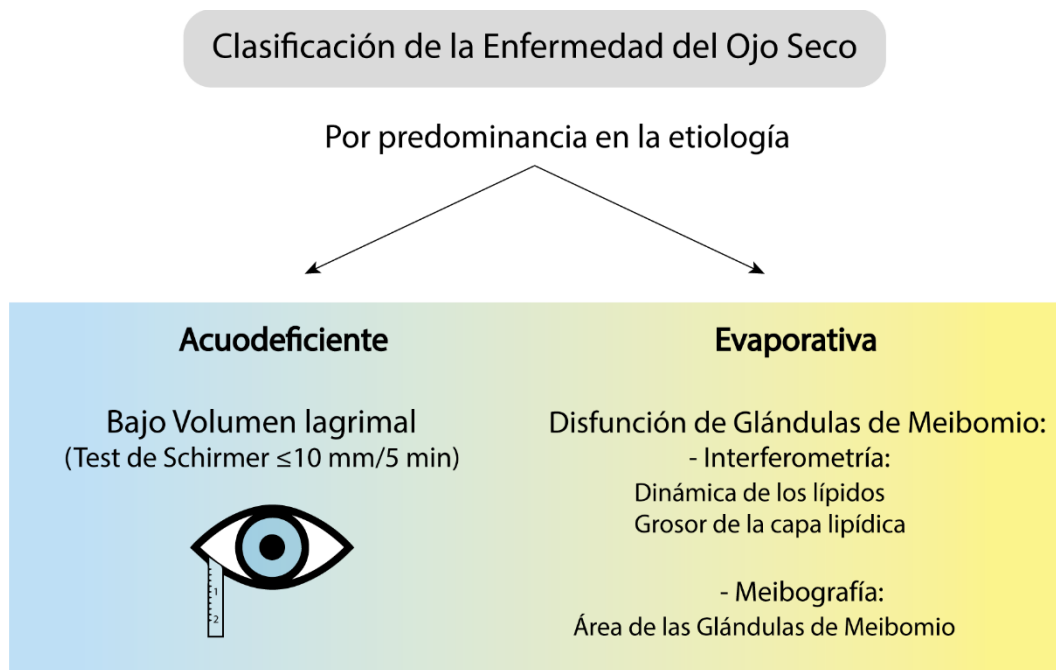 Clasificación de la Enfermedad del Ojo Seco
Por predominancia en la etiología
Acuodeficiente
Bajo Volumen lagrimal
(Test de Schirmer ≤10 mm/5 min)
1
2
Evaporativa
Disfunción de Glándulas de Meibomio:
- Interferometría:
Dinámica de los lípidos
Grosor de la capa lipídica
- Meibografía:
Área de las Glándulas de Meibomio